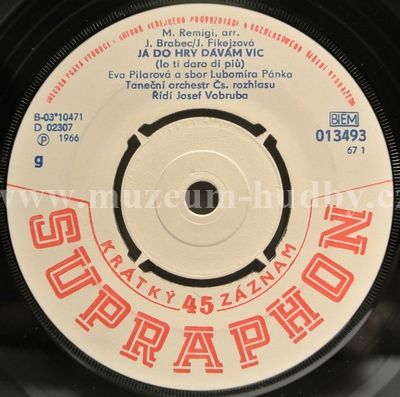 M. Remigi, arr.
J. Brabec/J. Fikejzová
JÁ DO HRY DÁVÁM VÍC
(Io ti daro di più)
Eva Pilarová a sbor Lubomíra Pánka
Taneční orchestr Čs. rozhlasu
Řídí Josef Vobruba
B-03*10471
D 02307
Ⓟ 1966
g
BIEM
013493
67 1
www.muzeum-hudby.cz
KRÁTKÝ 45 ZÁZNAM
SUPRAPHON